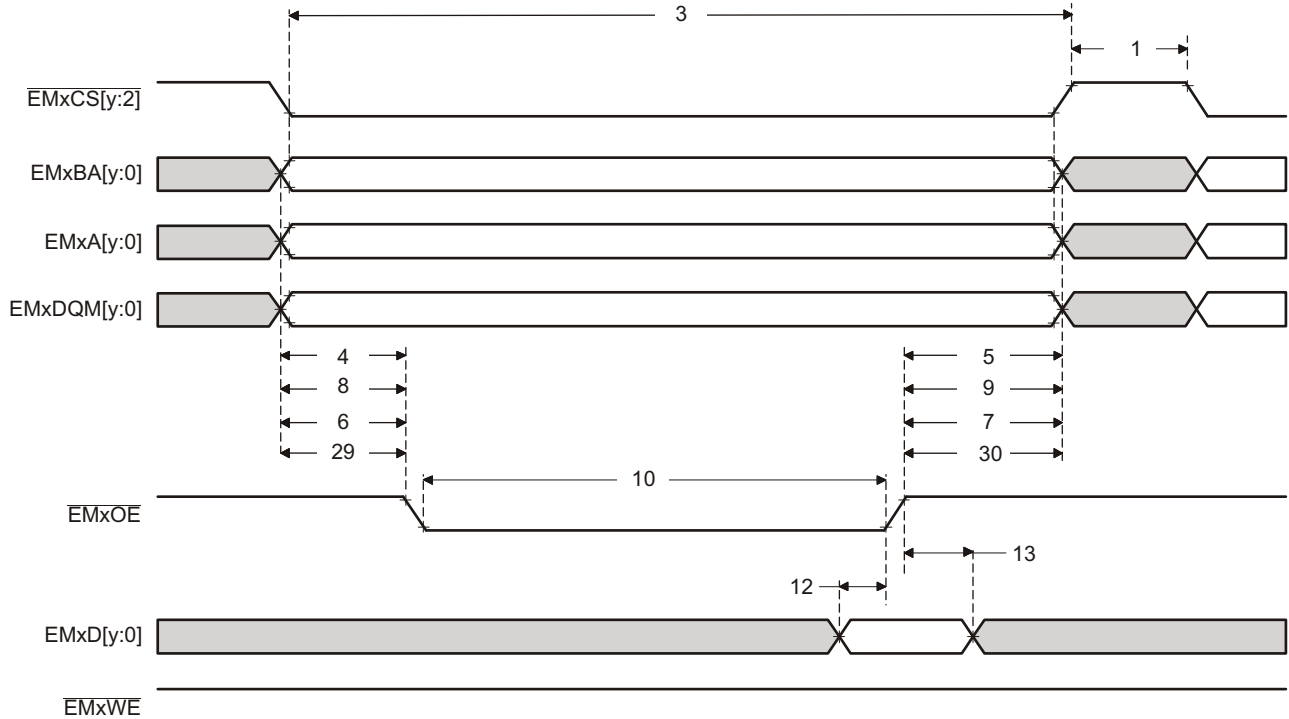 3
1
EMxCS[y:2]
EMxBA[y:0]
EMxA[y:0]
EMxDQM[y:0]
4 5
8 9
6 7
29 30
10
EMxOE
13
12
EMxD[y:0]
EMxWE